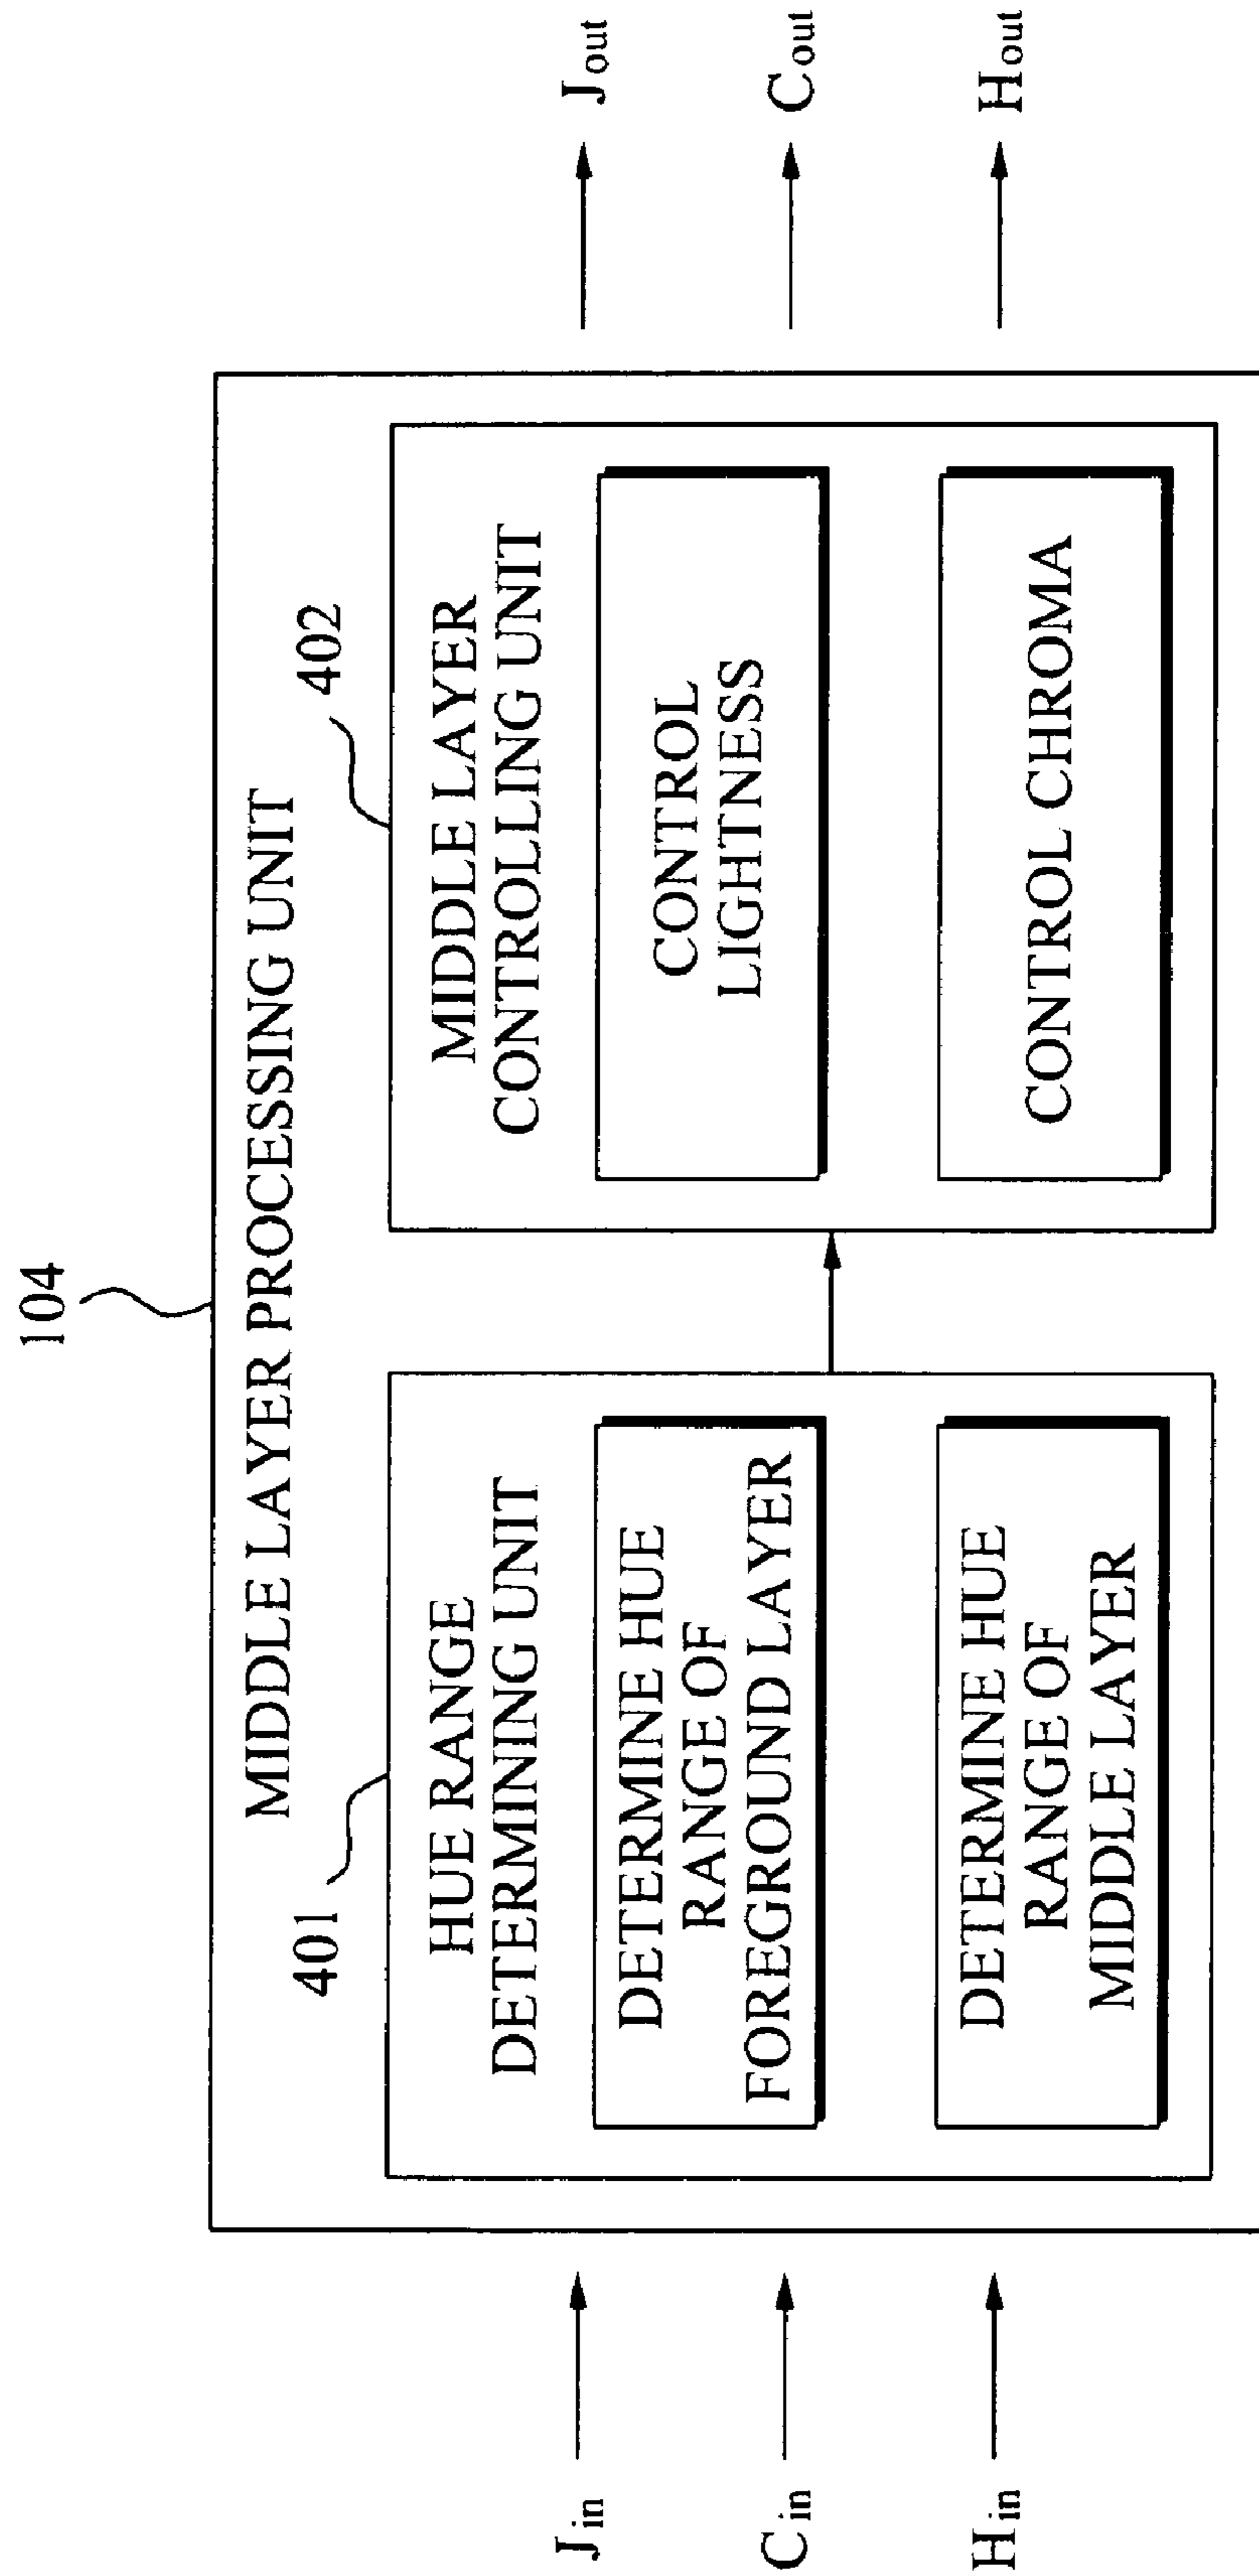 104
MIDDLE LAYER PROCESSING UNIT
401
HUE RANGE
DETERMINING UNIT
DETERMINE HUE
RANGE OF
FOREGROUND LAYER
DETERMINE HUE
RANGE OF
MIDDLE LAYER
402
MIDDLE LAYER
CONTROLLING UNIT
CONTROL
LIGHTNESS
CONTROL CHROMA
Jin
Cin
Hin
Jout
Cout
Hout